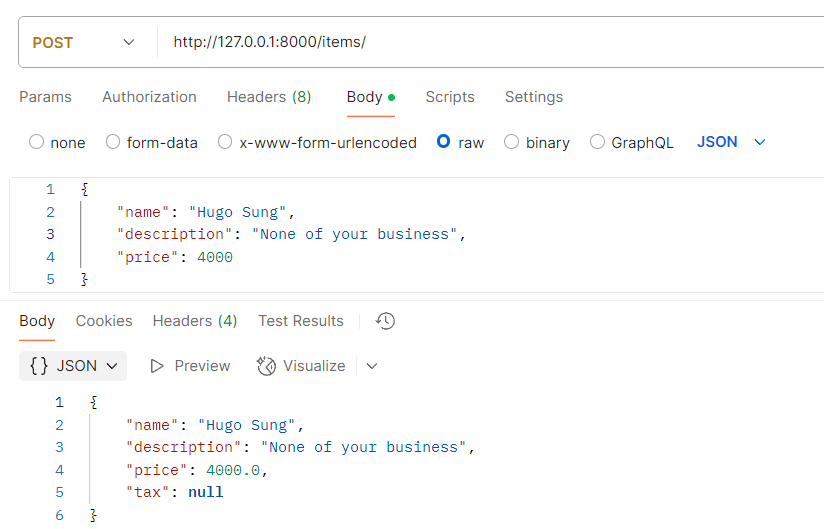 POST http://127.0.0.1:8000/items/
Params Authorization Headers (8) Body Scripts Settings
none form-data x-www-form-urlencoded raw binary GraphQL JSON
1 {
2 "name": "Hugo Sung",
3 "description": "None of your business",
4 "price": 4000
5 }
Body Cookies Headers (4) Test Results
{} JSON Preview Visualize
1 {
2 "name": "Hugo Sung",
3 "description": "None of your business",
4 "price": 4000.0,
5 "tax": null
6 }